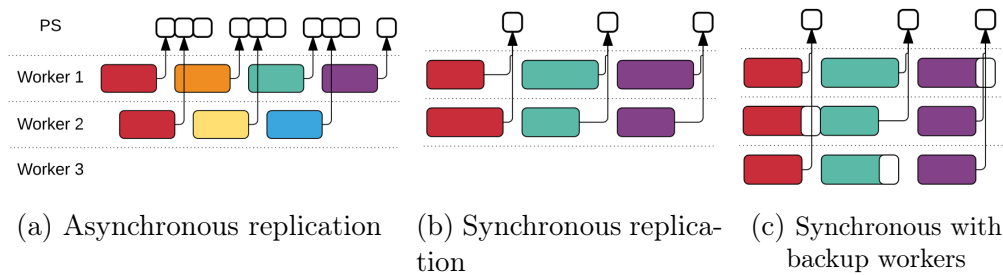 PS
Worker 1
Worker 2
Worker 3
(a) Asynchronous replication
(b) Synchronous replica-
tion
(c) Synchronous with
backup workers